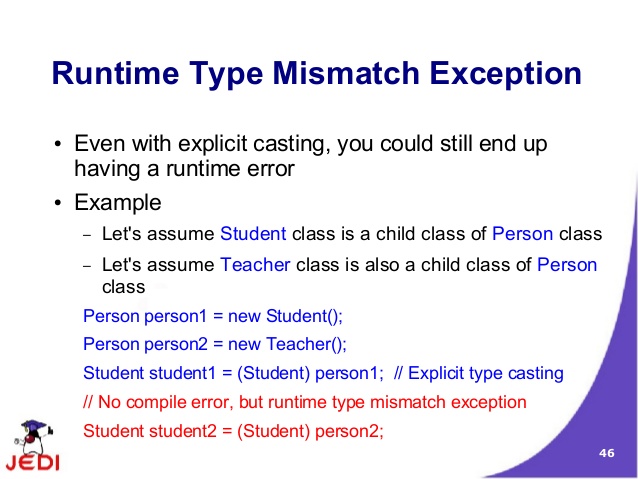 Runtime Type Mismatch Exception
• Even with explicit casting, you could still end up
having a runtime error
• Example
– Let's assume Student class is a child class of Person class
– Let's assume Teacher class is also a child class of Person
class
Person person1 = new Student();
Person person2 = new Teacher();
Student student1 = (Student) person1;  // Explicit type casting
// No compile error, but runtime type mismatch exception
Student student2 = (Student) person2;
JEDI
46